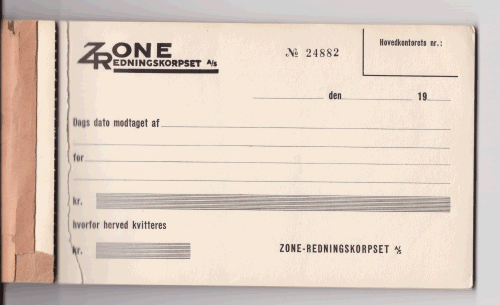 ZONE
REDNINGSKORPSET A/S
№ 24882
Hovedkontorets nr.:
den 19
Dags dato modtaget af
for
kr.
hvorfor herved kvitteres
kr.
ZONE-REDNINGSKORPSET A/S